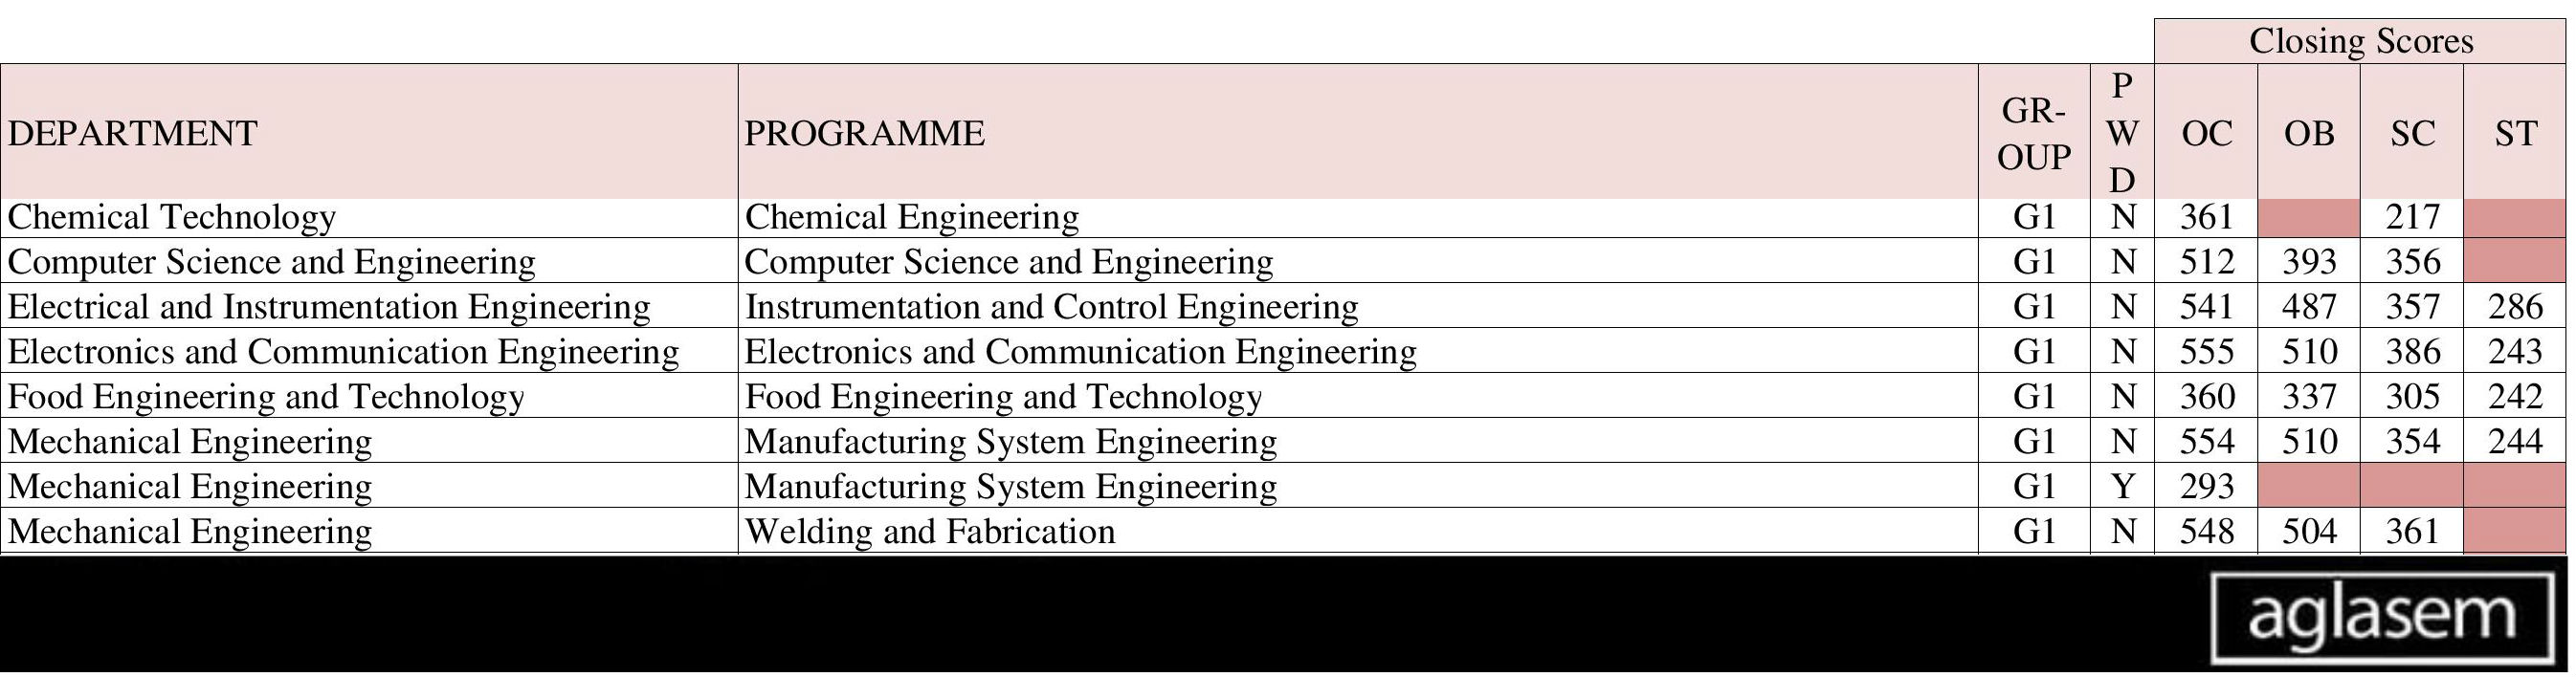 Closing Scores
DEPARTMENT PROGRAMME GR-OUP P W D OC OB SC ST
Chemical Technology Chemical Engineering G1 N 361 217
Computer Science and Engineering Computer Science and Engineering G1 N 512 393 356
Electrical and Instrumentation Engineering Instrumentation and Control Engineering G1 N 541 487 357 286
Electronics and Communication Engineering Electronics and Communication Engineering G1 N 555 510 386 243
Food Engineering and Technology Food Engineering and Technology G1 N 360 337 305 242
Mechanical Engineering Manufacturing System Engineering G1 N 554 510 354 244
Mechanical Engineering Manufacturing System Engineering G1 Y 293
Mechanical Engineering Welding and Fabrication G1 N 548 504 361
aglasem